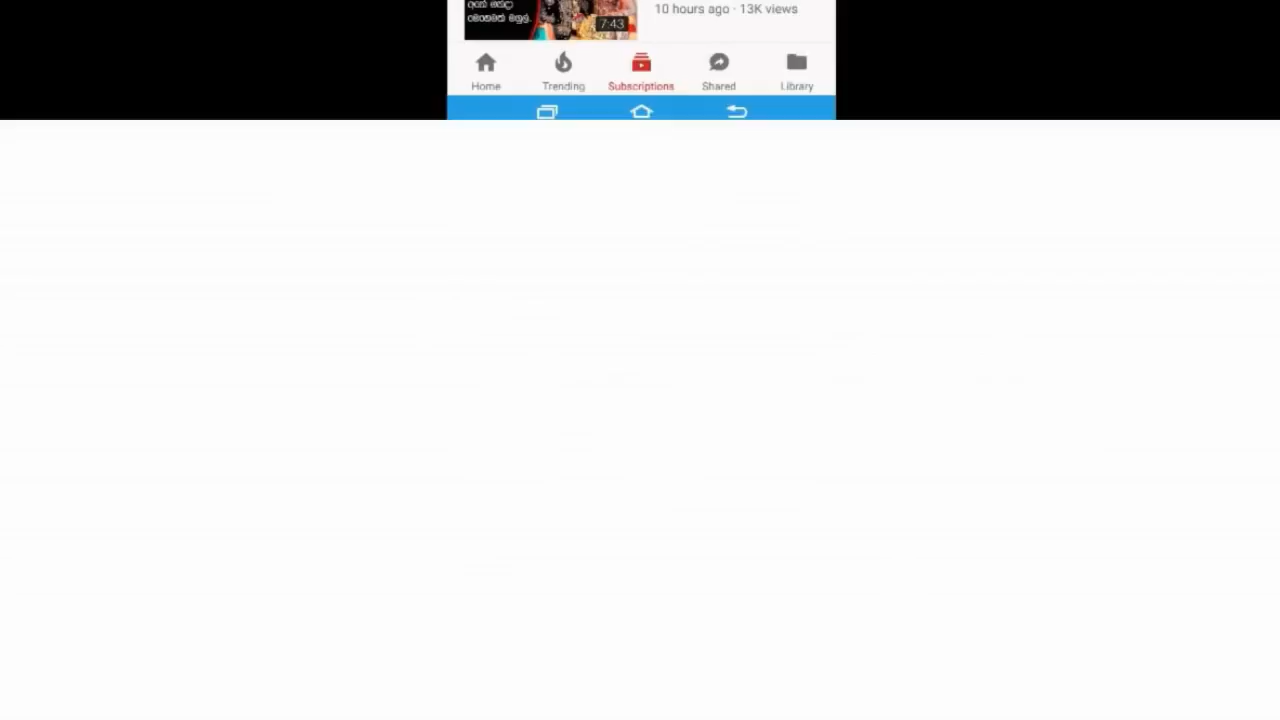 10 hours ago · 13K views
7:43
Home
Trending
Subscriptions
Shared
Library